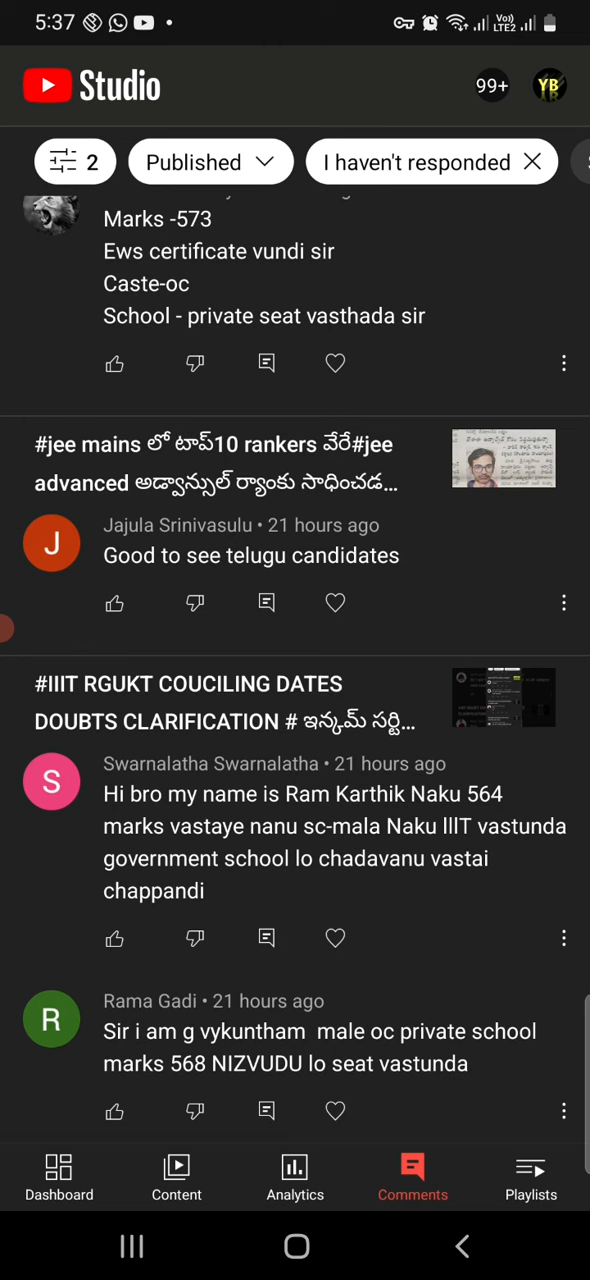 5:37
Vo)) LTE2
Studio
99+
YB
2
Published
I haven't responded
Marks -573
Ews certificate vundi sir
Caste-oc
School - private seat vasthada sir
#jee mains లో టాప్10 rankers వేరే#jee
advanced అడ్వాన్సుల్ ర్యాంకు సాధించడ...
J
Jajula Srinivasulu • 21 hours ago
Good to see telugu candidates
#IIIT RGUKT COUCILING DATES
DOUBTS CLARIFICATION # ఇన్కమ్ సర్టి...
S
Swarnalatha Swarnalatha • 21 hours ago
Hi bro my name is Ram Karthik Naku 564
marks vastaye nanu sc-mala Naku lllT vastunda
government school lo chadavanu vastai
chappandi
R
Rama Gadi • 21 hours ago
Sir i am g vykuntham  male oc private school
marks 568 NIZVUDU lo seat vastunda
Dashboard
Content
Analytics
Comments
Playlists